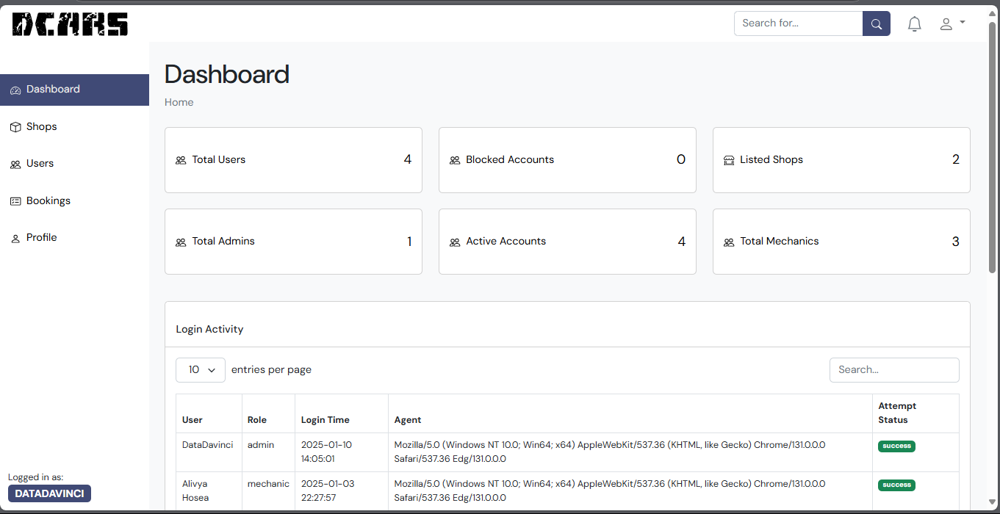 DCARS
Search for...
Dashboard
Shops
Users
Bookings
Profile
Logged in as:
DATADAVINCI
Dashboard
Home
Total Users 4
Blocked Accounts 0
Listed Shops 2
Total Admins 1
Active Accounts 4
Total Mechanics 3
Login Activity
10 entries per page
Search...
User Role Login Time Agent Attempt
Status
DataDavinci admin 2025-01-10 Mozilla/5.0 (Windows NT 10.0; Win64; x64) AppleWebKit/537.36 (KHTML, like Gecko) Chrome/131.0.0.0 success
14:05:01 Safari/537.36 Edg/131.0.0.0
Alivya mechanic 2025-01-03 Mozilla/5.0 (Windows NT 10.0; Win64; x64) AppleWebKit/537.36 (KHTML, like Gecko) Chrome/131.0.0.0 success
Hosea 22:27:57 Safari/537.36 Edg/131.0.0.0